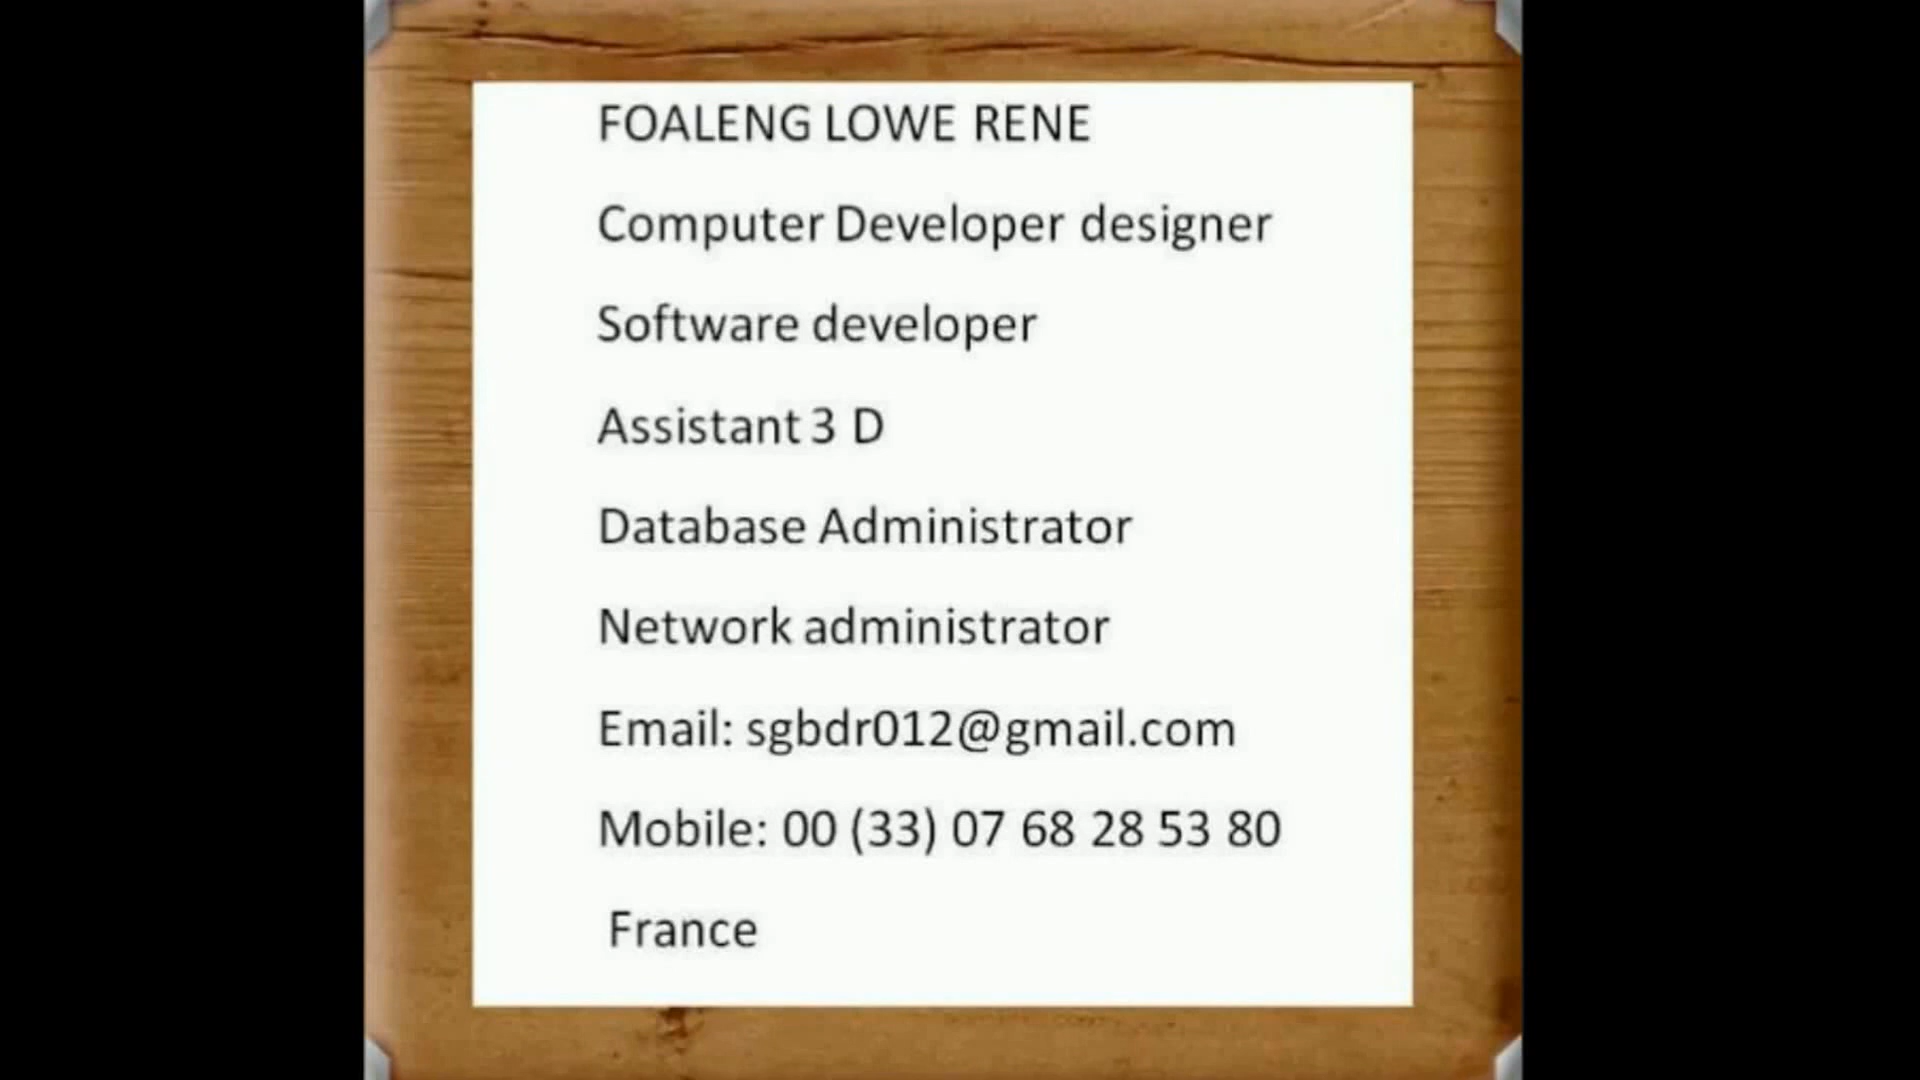 FOALENG LOWE RENE
Computer Developer designer
Software developer
Assistant 3 D
Database Administrator
Network administrator
Email: sgbdr012@gmail.com
Mobile: 00 (33) 07 68 28 53 80
France